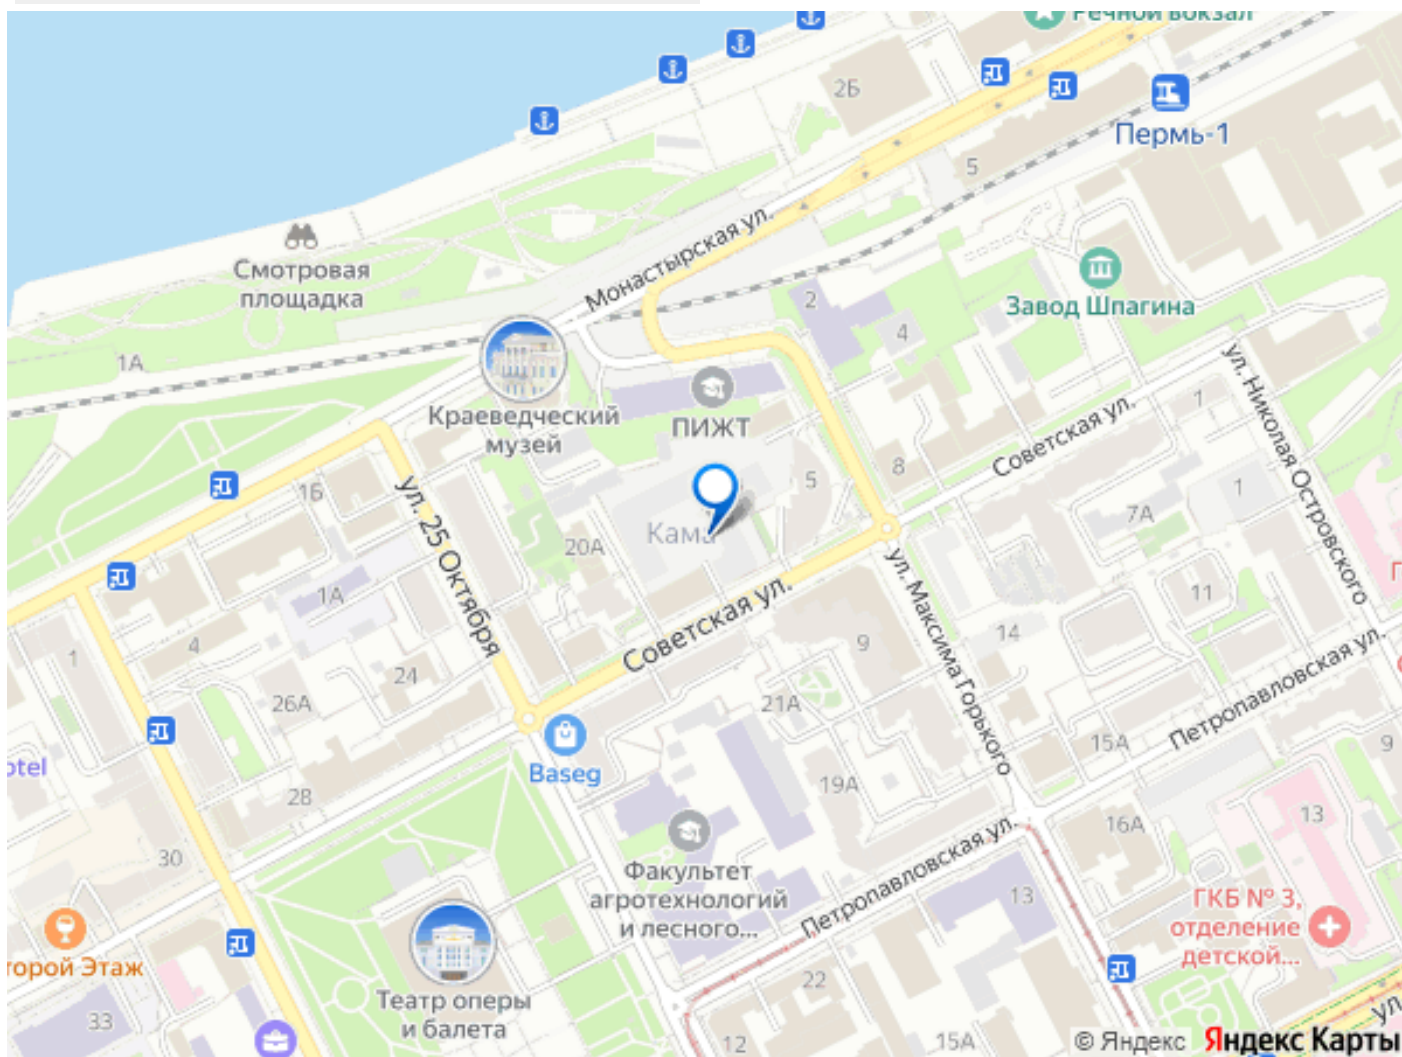 Речной вокзал
2Б
Пермь-1
5
Монастырская ул.
Смотровая
площадка
2
Завод Шпагина
4
1А
ул. Николая Островского
Краеведческий
музей
ПИЖТ
1
Советская ул.
8
5
1Б
ул. 25 Октября
1
7А
Кама
20А
ул. Максима Горького
1А
11
Советская ул.
9
14
4
1
24
Петропавловская ул.
26А
21А
15А
9
Baseg
otel
19А
28
13
16А
Петропавловская ул.
30
Факультет
агротехнологий
и лесного...
13
ГКБ № 3,
отделение
детской...
торой Этаж
22
Театр оперы
и балета
33
12
15А
ул
© Яндекс Яндекс Карты